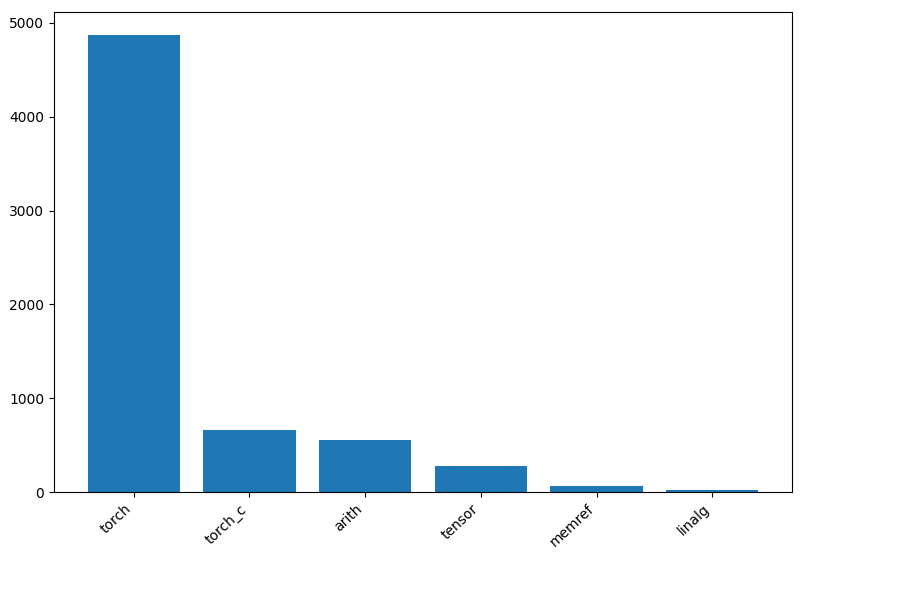 5000
4000
3000
2000
1000
0
torch
torch_c
arith
tensor
memref
linalg